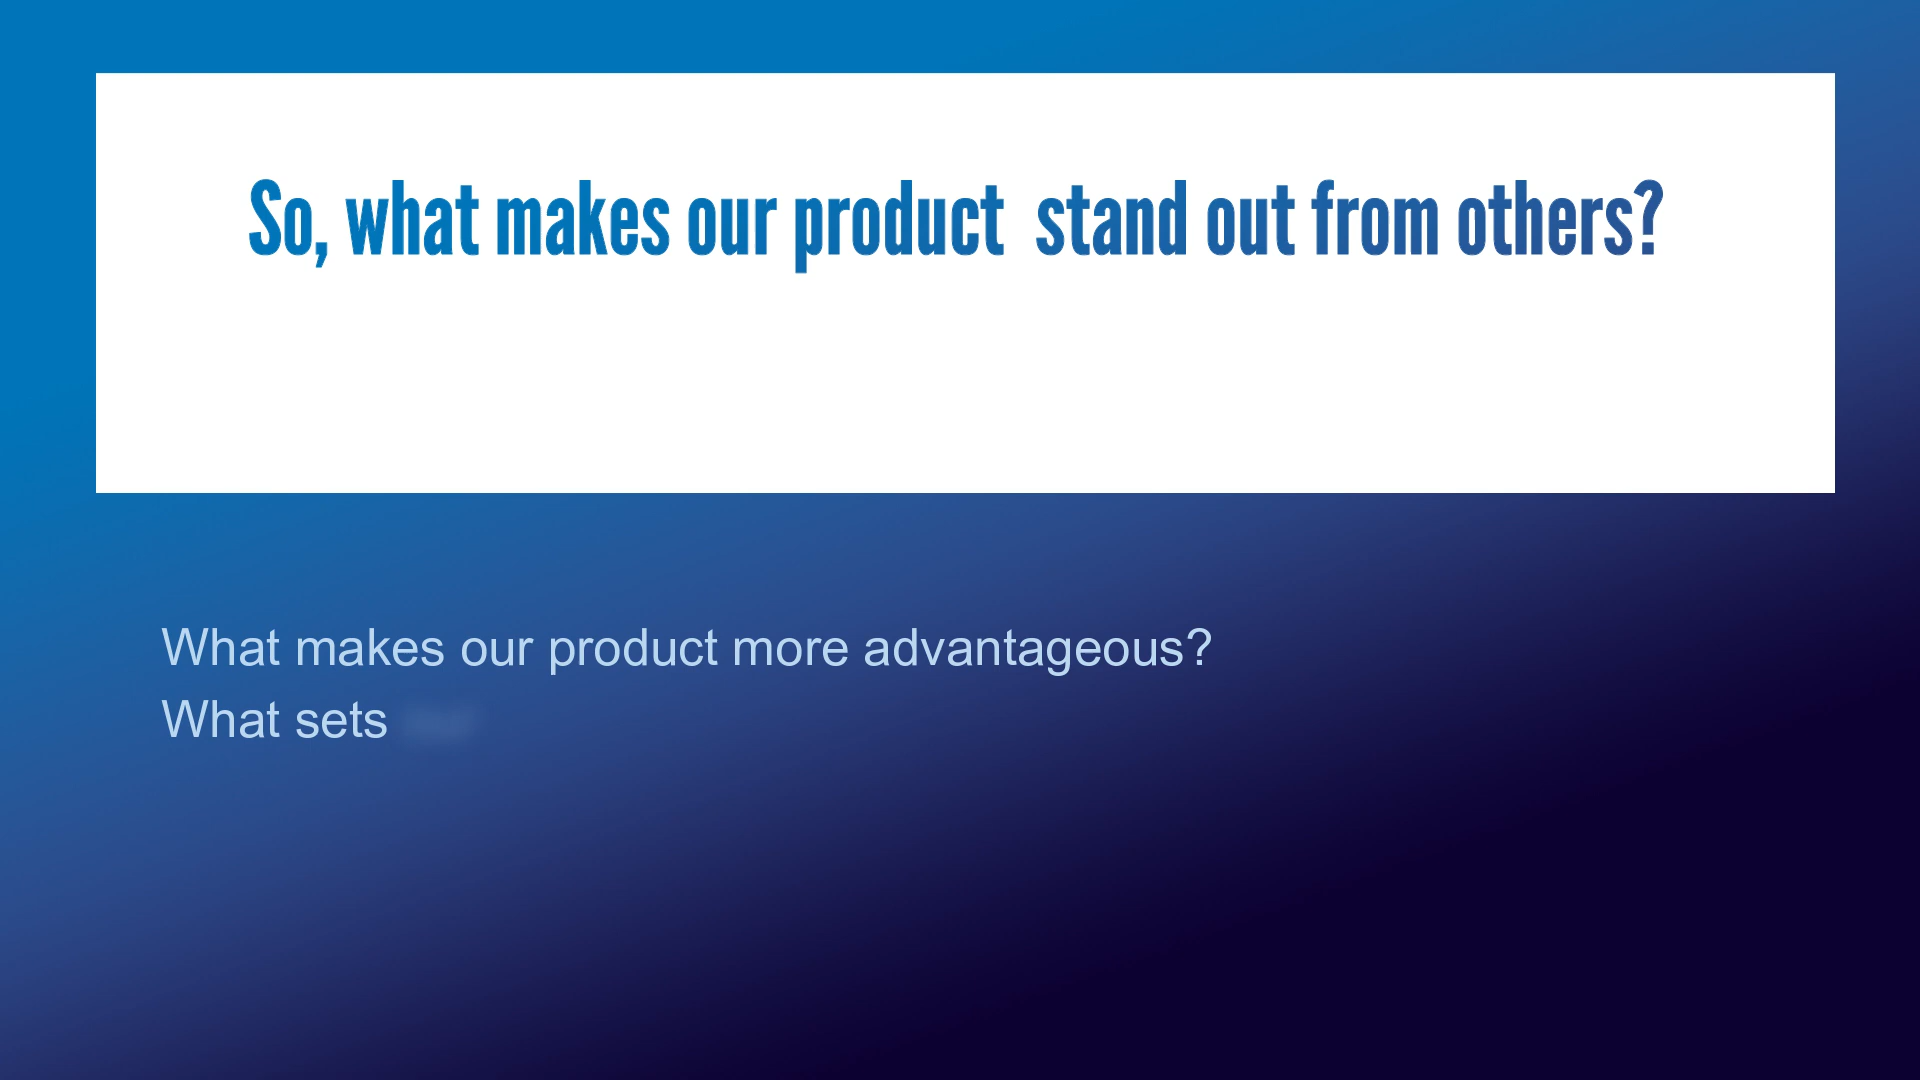 So, what makes our product  stand out from others?
What makes our product more advantageous?
What sets